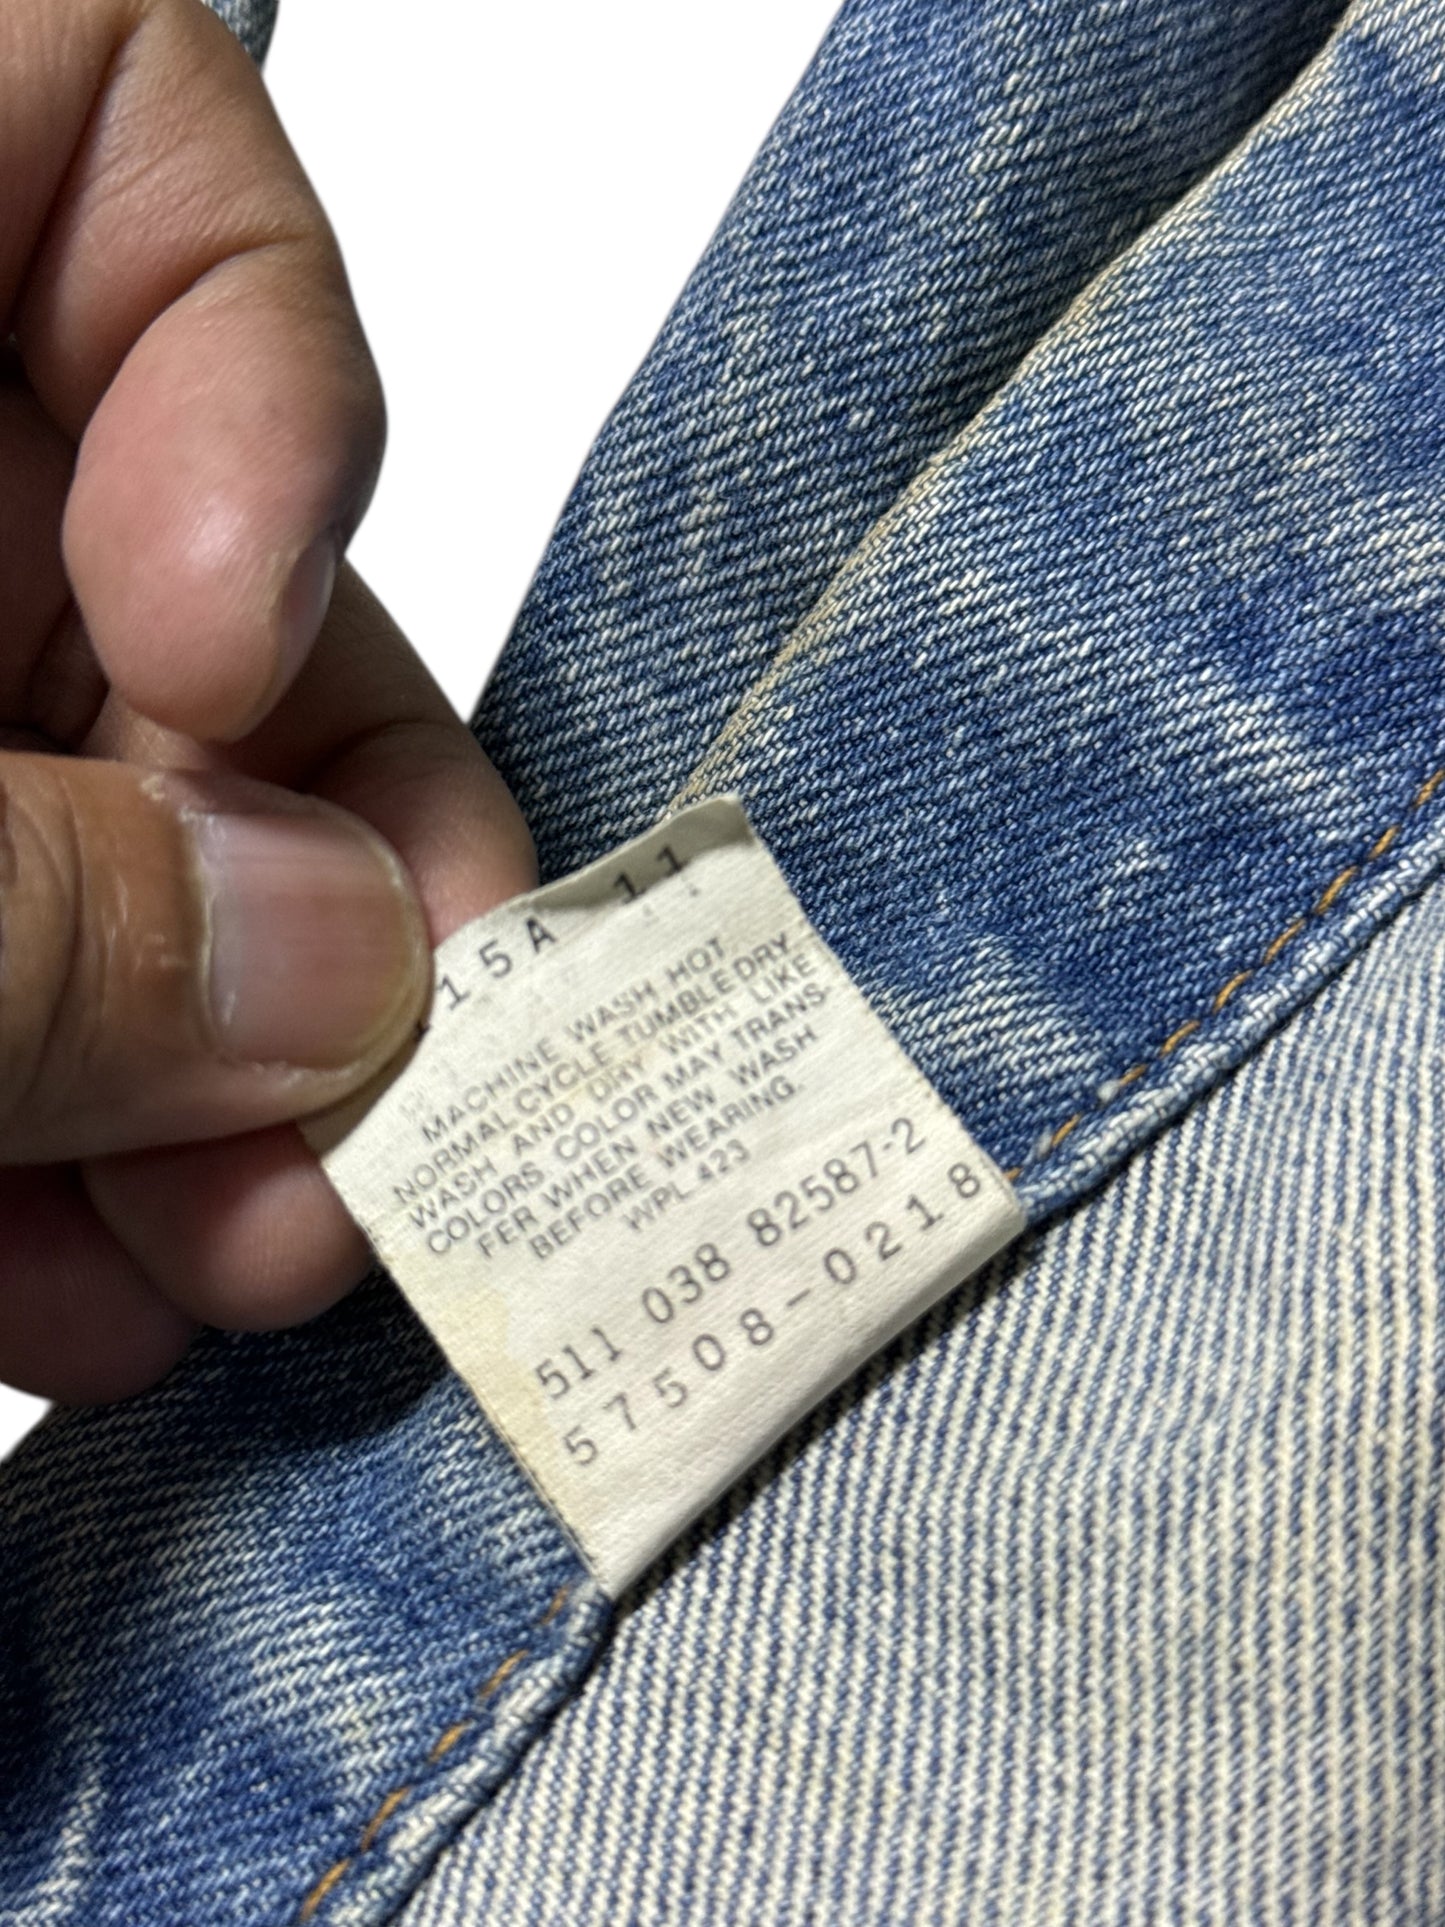 15A 11
MACHINE WASH HOT
NORMAL CYCLE TUMBLE DRY
WASH AND DRY WITH LIKE
COLORS. COLOR MAY TRANS-
FER WHEN NEW. WASH
BEFORE WEARING.
WPL 423
511 038 82587-2
57508-0218